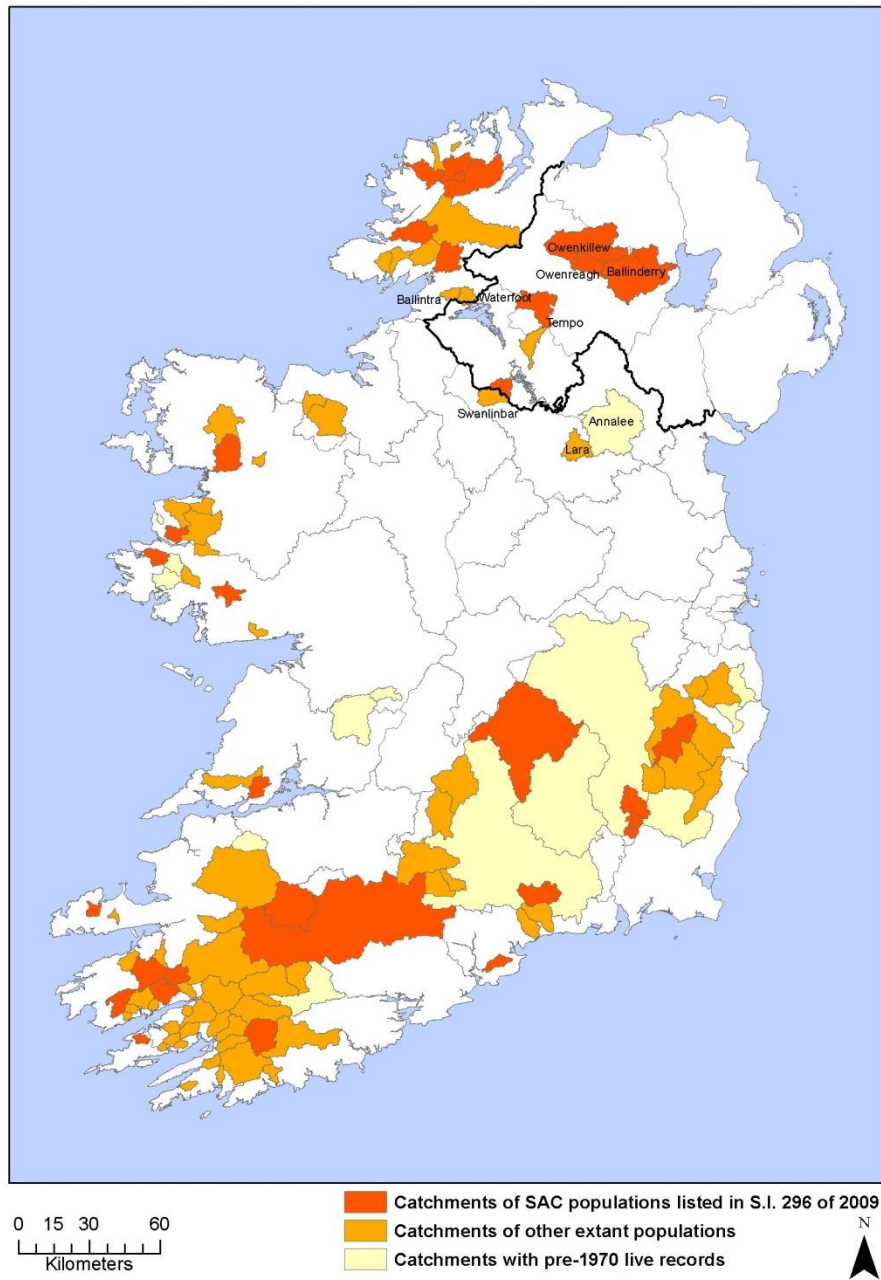 Owenkillew
Owenreagh
Ballinderry
Ballintra
Waterfoot
Tempo
Swanlinbar
Annalee
Lara
Catchments of SAC populations listed in S.I. 296 of 2009
Catchments of other extant populations
Catchments with pre-1970 live records
0 15 30 60
Kilometers
N